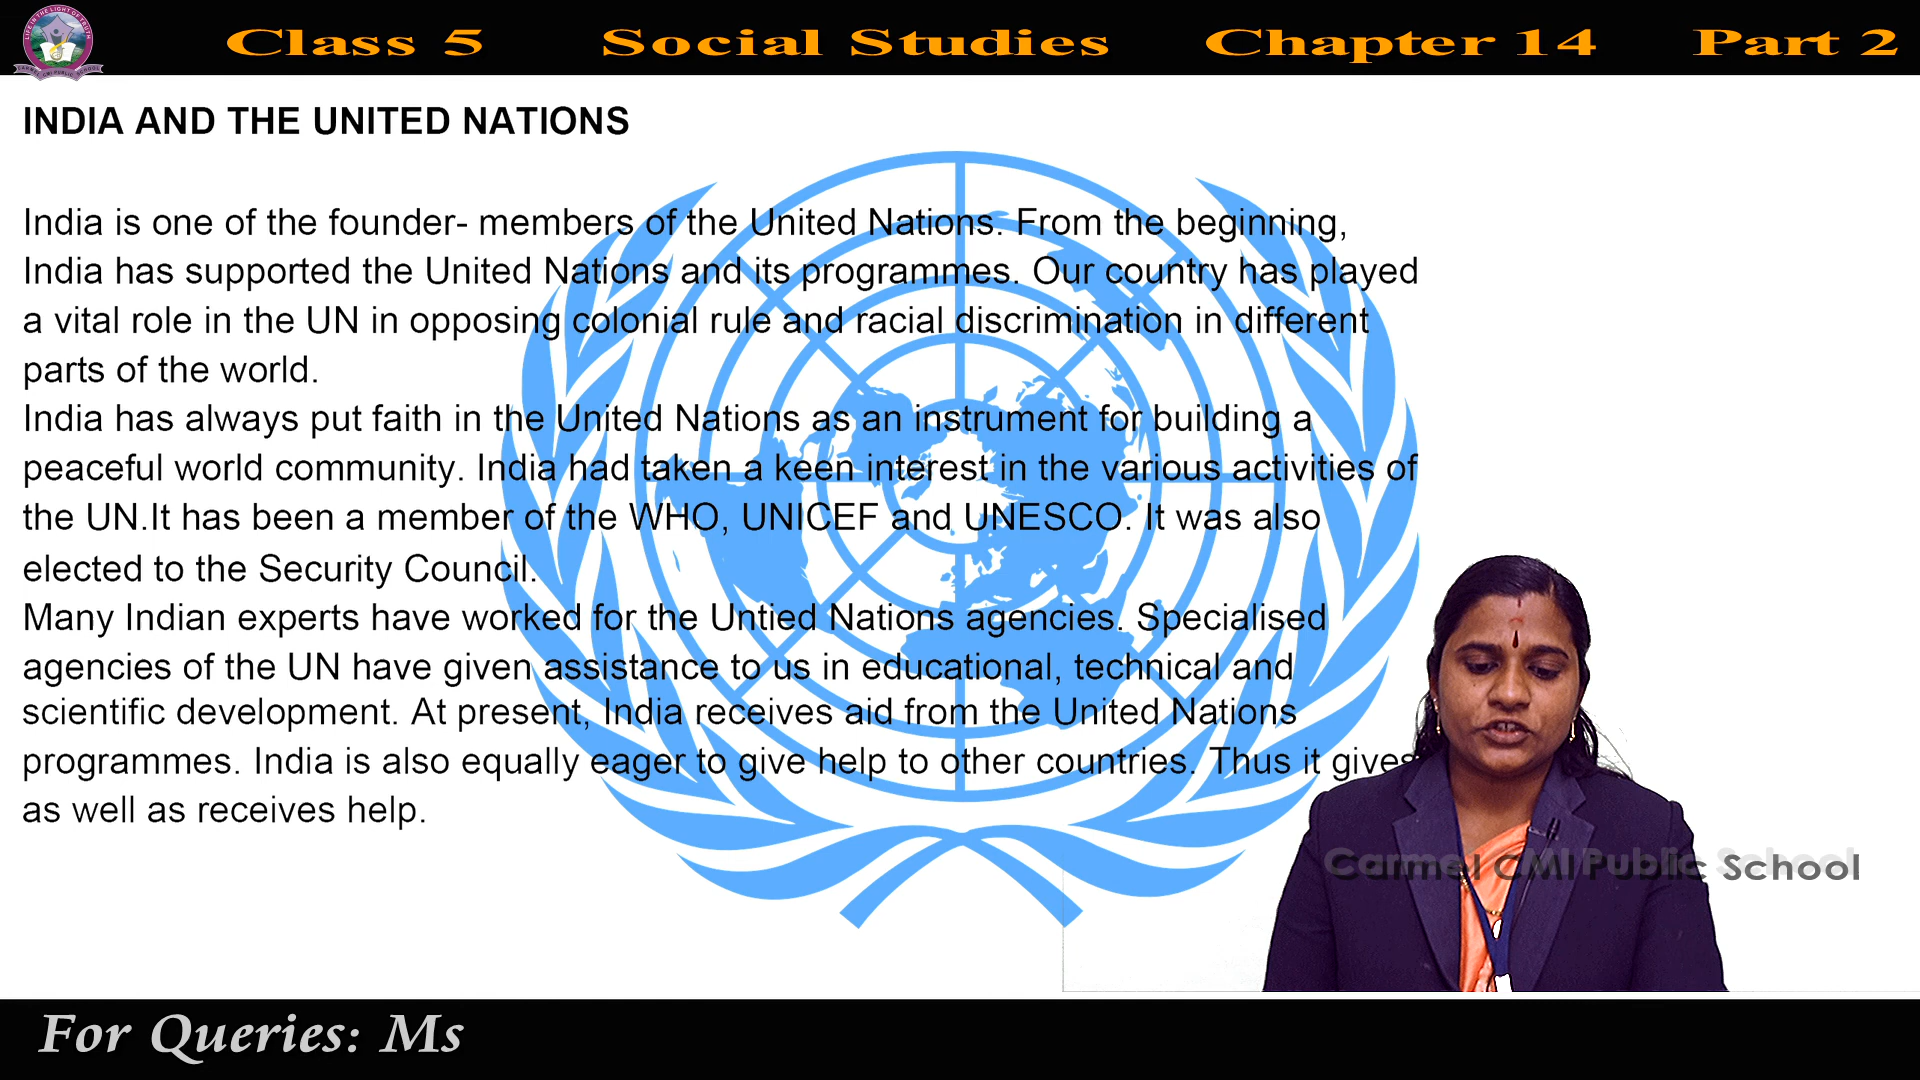 Class 5 Social Studies Chapter 14 Part 2
INDIA AND THE UNITED NATIONS
India is one of the founder- members of the United Nations. From the beginning,
India has supported the United Nations and its programmes. Our country has played
a vital role in the UN in opposing colonial rule and racial discrimination in different
parts of the world.
India has always put faith in the United Nations as an instrument for building a
peaceful world community. India had taken a keen interest in the various activities of
the UN.It has been a member of the WHO, UNICEF and UNESCO. It was also
elected to the Security Council.
Many Indian experts have worked for the Untied Nations agencies. Specialised
agencies of the UN have given assistance to us in educational, technical and
scientific development. At present, India receives aid from the United Nations
programmes. India is also equally eager to give help to other countries. Thus it gives
as well as receives help.
Carmel CMI Public School
For Queries: Ms